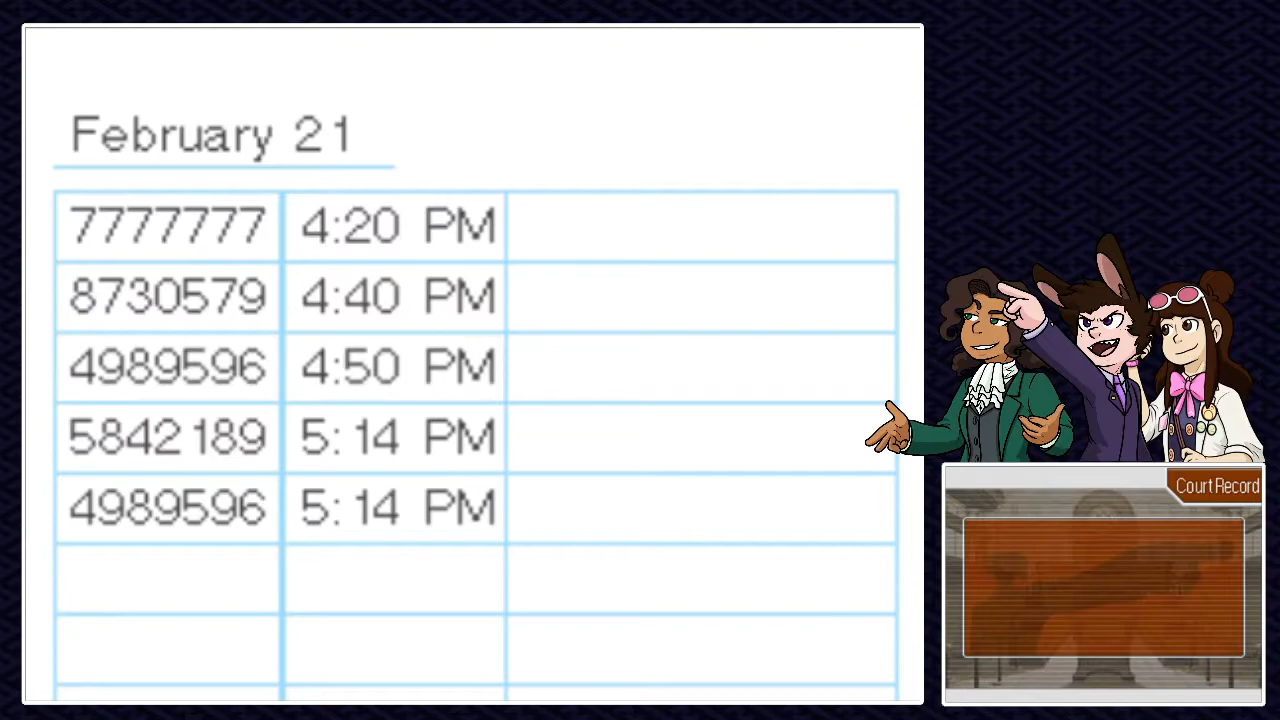 February 21
7777777 4:20 PM
8730579 4:40 PM
4989596 4:50 PM
5842189 5:14 PM
4989596 5:14 PM
Court Record